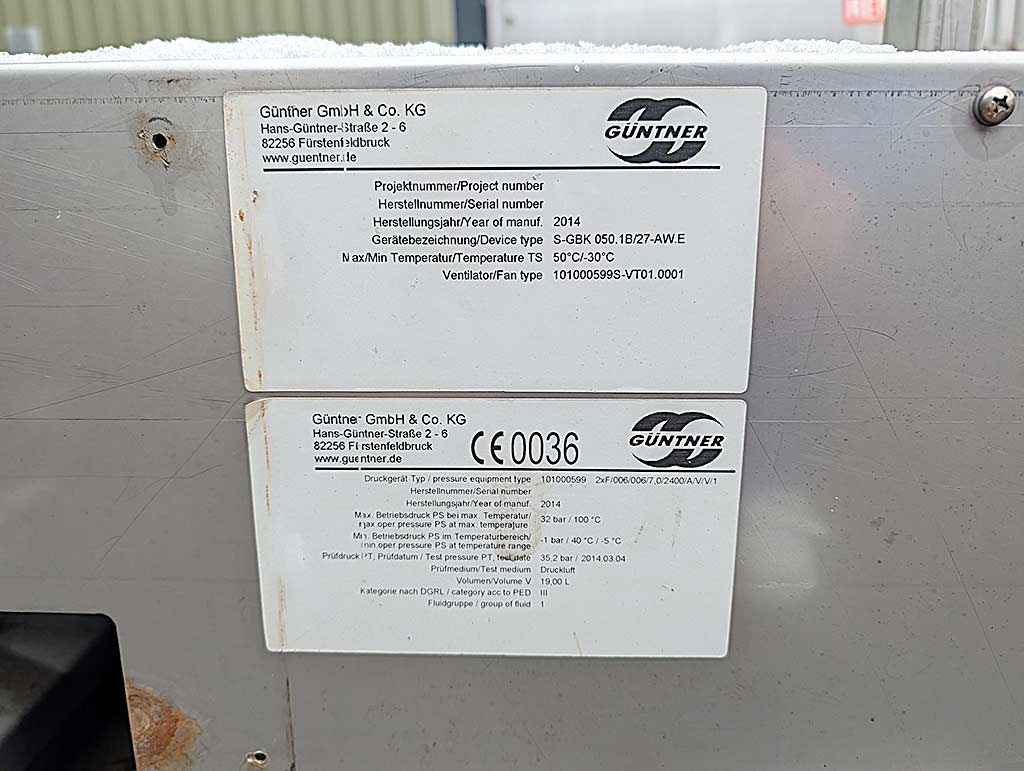 Güntner GmbH & Co. KG
Hans-Güntner-Straße 2 - 6
82256 Fürstenfeldbruck
www.guentner.de
GÜNTNER
Projektnummer/Project number
Herstellnummer/Serial number
Herstellungsjahr/Year of manuf. 2014
Gerätebezeichnung/Device type S-GBK 050.1B/27-AW.E
Max/Min Temperatur/Temperature TS 50°C/-30°C
Ventilator/Fan type 101000599S-VT01.0001
Güntner GmbH & Co. KG
Hans-Güntner-Straße 2 - 6
82256 Fürstenfeldbruck
www.guentner.de
CE 0036
GÜNTNER
Druckgerät Typ / pressure equipment type 101000599 2xF/006/006/7,0/2400/A/V/V/1
Herstellnummer/Serial number
Herstellungsjahr/Year of manuf. 2014
Max. Betriebsdruck PS bei max. Temperatur/
max.oper.pressure PS at max. temperature 32 bar / 100 °C
Min. Betriebsdruck PS im Temperaturbereich/
min.oper.pressure PS at temperature range -1 bar / 40 °C / -5 °C
Prüfdruck PT, Prüfdatum / Test pressure PT, test date 35,2 bar / 2014.03.04
Prüfmedium/Test medium Druckluft
Volumen/Volume V 19,00 L
Kategorie nach DGRL / category acc to PED III
Fluidgruppe / group of fluid 1